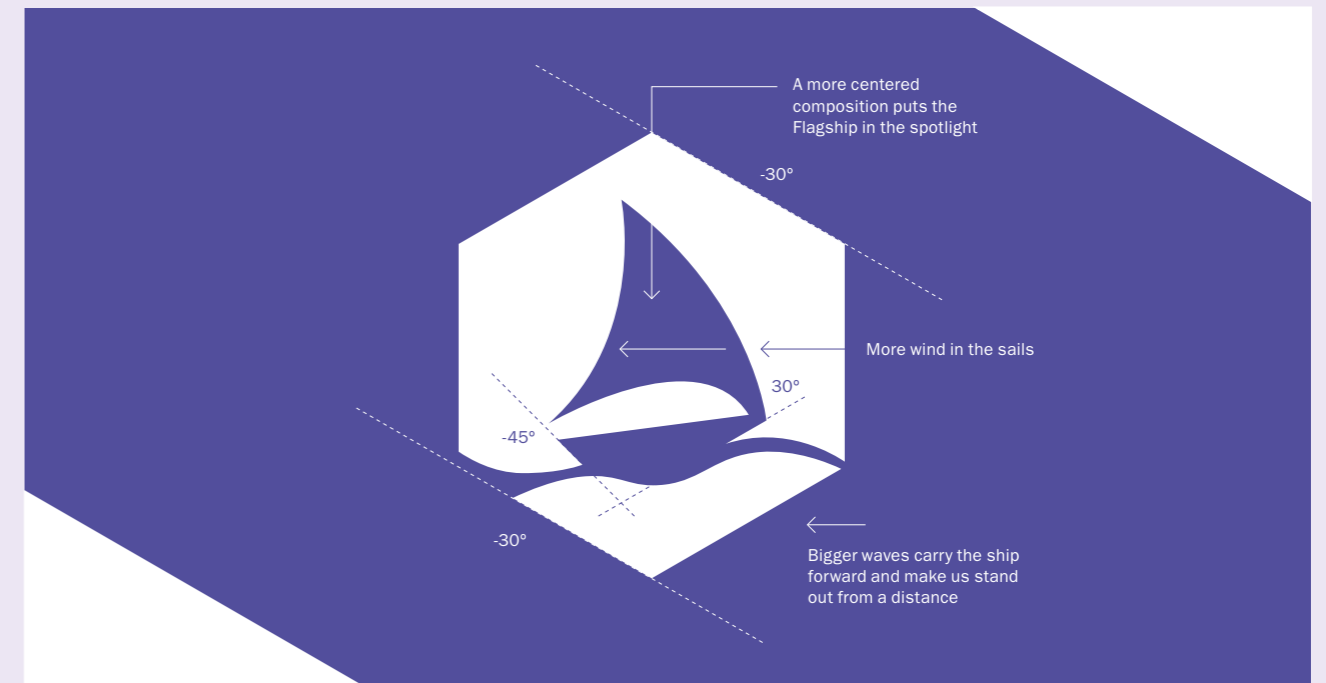 A more centered
composition puts the
Flagship in the spotlight
-30°
More wind in the sails
30°
-45°
-30°
Bigger waves carry the ship
forward and make us stand
out from a distance